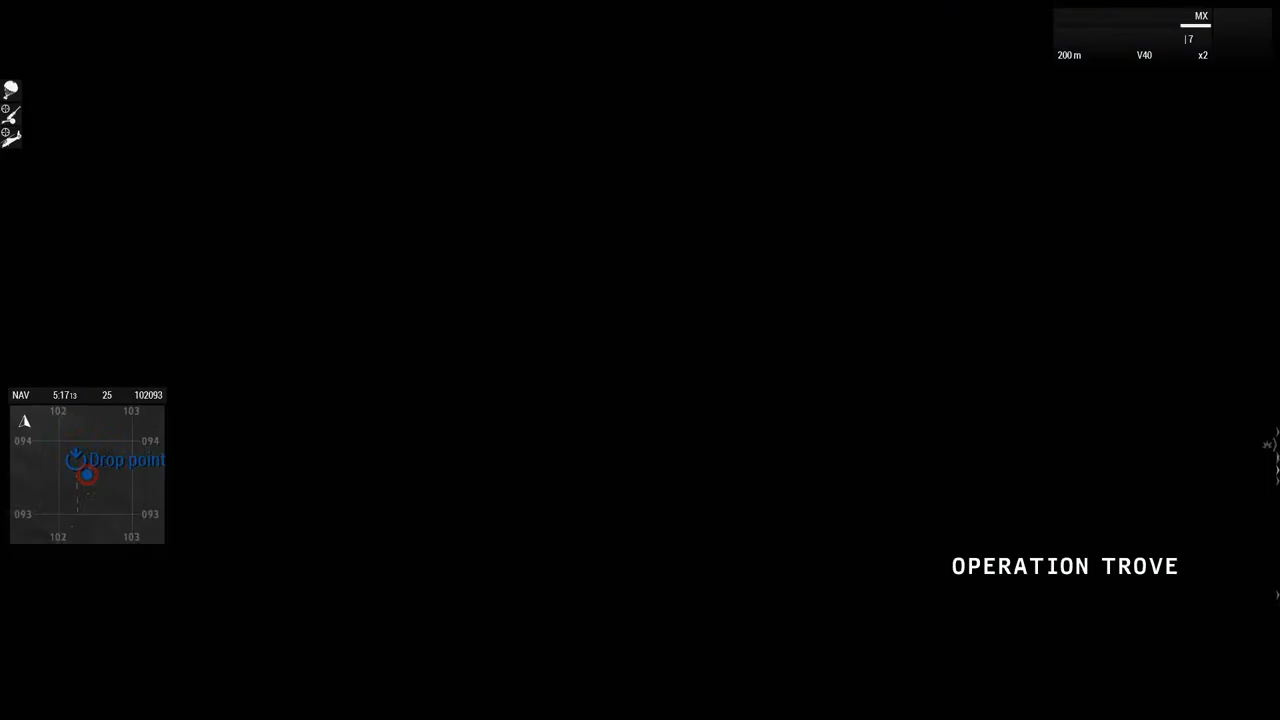 MX
| 7
200 m V40 x2
NAV 5:17 13 25 102093
102 103
094 094
Drop point
093 093
102 103
OPERATION TROVE